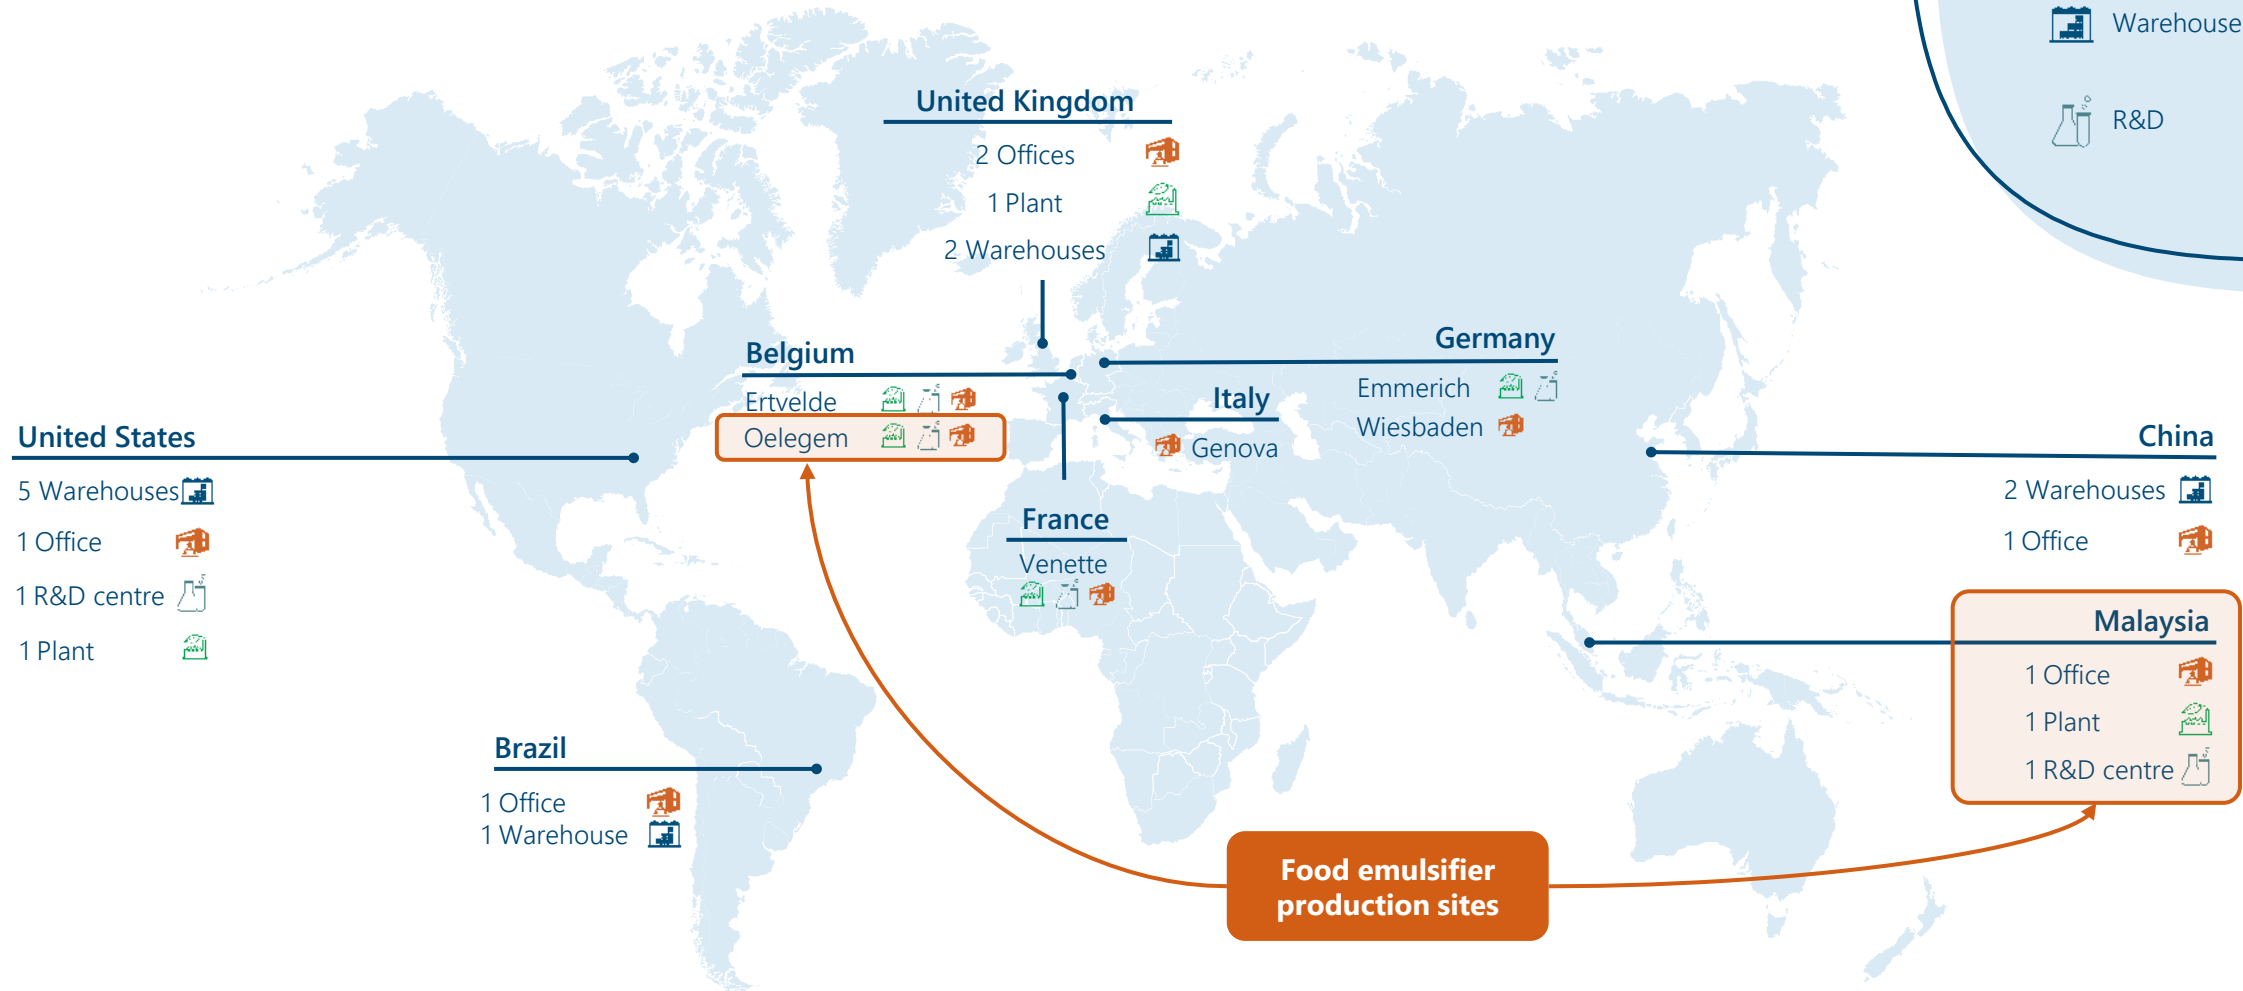 Warehouse
R&D
United Kingdom
2 Offices
1 Plant
2 Warehouses
Belgium
Ertvelde
Oelegem
Germany
Emmerich
Wiesbaden
Italy
Genova
United States
5 Warehouses
1 Office
1 R&D centre
1 Plant
France
Venette
China
2 Warehouses
1 Office
Malaysia
1 Office
1 Plant
1 R&D centre
Brazil
1 Office
1 Warehouse
Food emulsifier
production sites